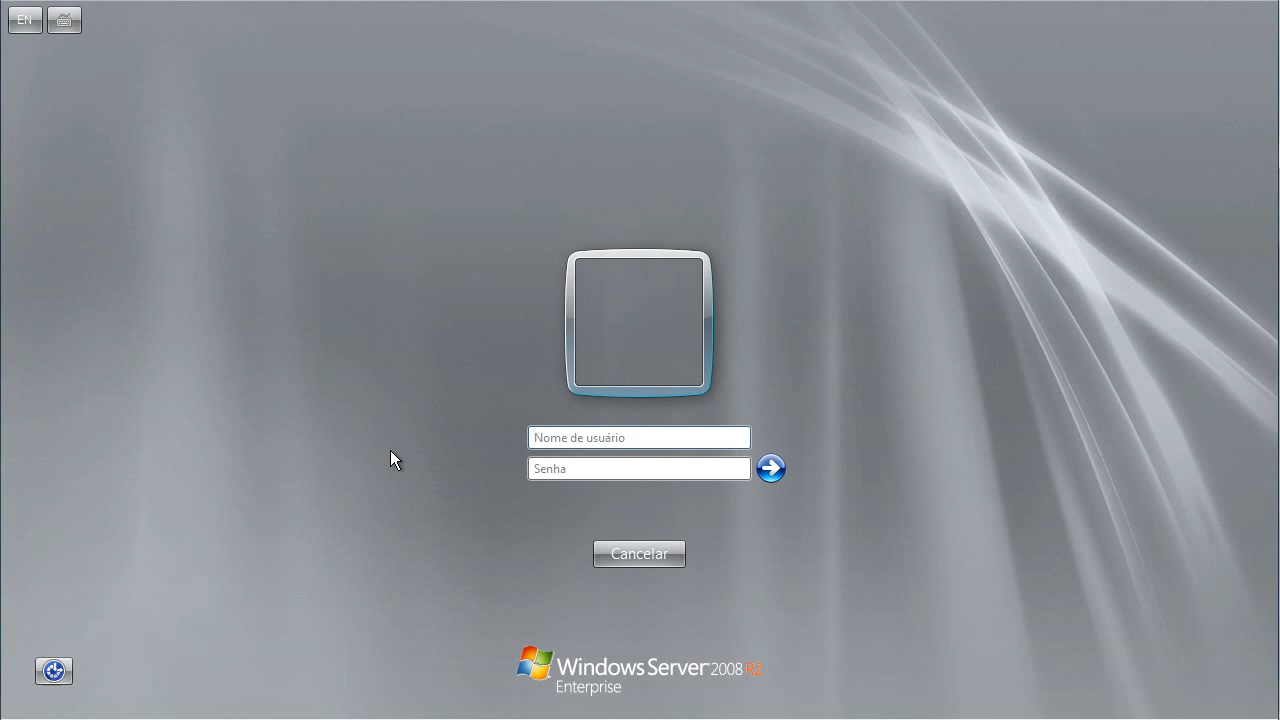 EN
Nome de usuário
Senha
Cancelar
Windows Server 2008 R2
Enterprise